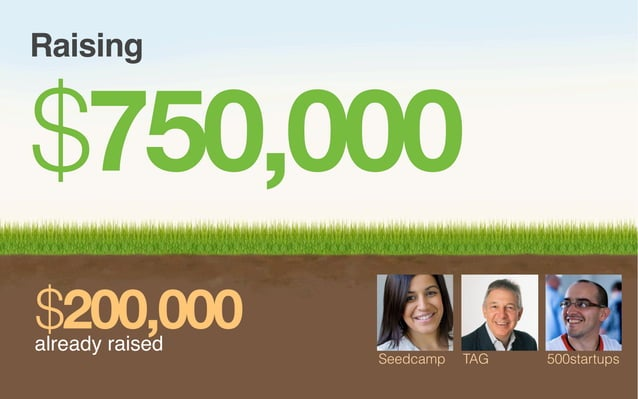 Raising
$750,000
$200,000
already raised
Seedcamp TAG 500startups